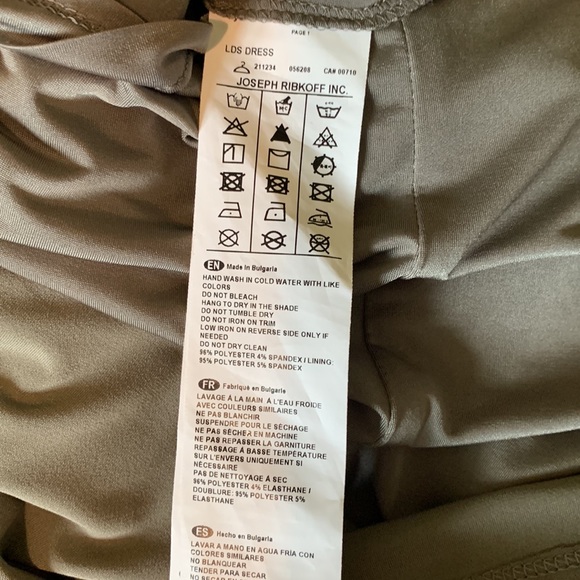 PAGE 1
LDS DRESS
211234 056208 CA# 00710
JOSEPH RIBKOFF INC.
EN Made in Bulgaria
HAND WASH IN COLD WATER WITH LIKE
COLORS
DO NOT BLEACH
HANG TO DRY IN THE SHADE
DO NOT TUMBLE DRY
DO NOT IRON ON TRIM
LOW IRON ON REVERSE SIDE ONLY IF
NEEDED
DO NOT DRY CLEAN
96% POLYESTER 4% SPANDEX / LINING:
95% POLYESTER 5% SPANDEX
FR Fabriqué en Bulgarie
LAVAGE À LA MAIN À L'EAU FROIDE
AVEC COULEURS SIMILAIRES
NE PAS BLANCHIR
SUSPENDRE POUR LE SÉCHAGE
NE PAS SÉCHER EN MACHINE
NE PAS REPASSER LA GARNITURE
REPASSAGE À BASSE TEMPÉRATURE
SUR L'ENVERS UNIQUEMENT SI
NÉCESSAIRE
PAS DE NETTOYAGE À SEC
96% POLYESTER 4% ELASTHANE /
DOUBLURE: 95% POLYESTER 5%
ELASTHANE
ES Hecho en Bulgaria
LAVAR A MANO EN AGUA FRÍA CON
COLORES SIMILARES
NO BLANQUEAR
TENDER PARA SECAR
NO SECAR EN